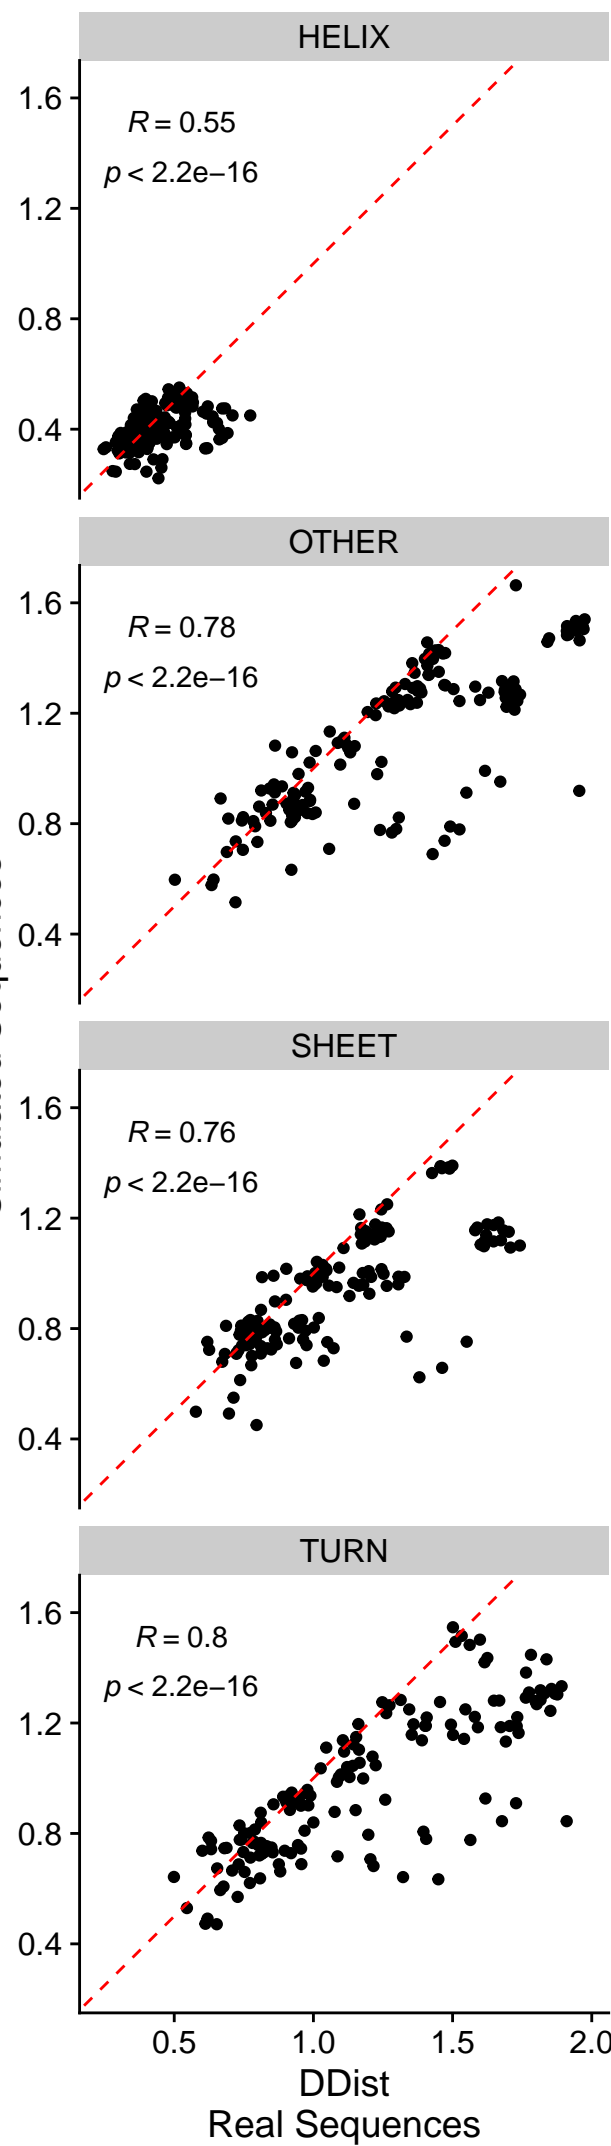 HELIX
1.6
R = 0.55
p < 2.2e−16
1.2
0.8
0.4
OTHER
1.6
R = 0.78
p < 2.2e−16
1.2
0.8
0.4
SHEET
1.6
R = 0.76
p < 2.2e−16
1.2
0.8
0.4
TURN
1.6
R = 0.8
p < 2.2e−16
1.2
0.8
0.4
0.5 1.0 1.5 2.0
DDist
Real Sequences